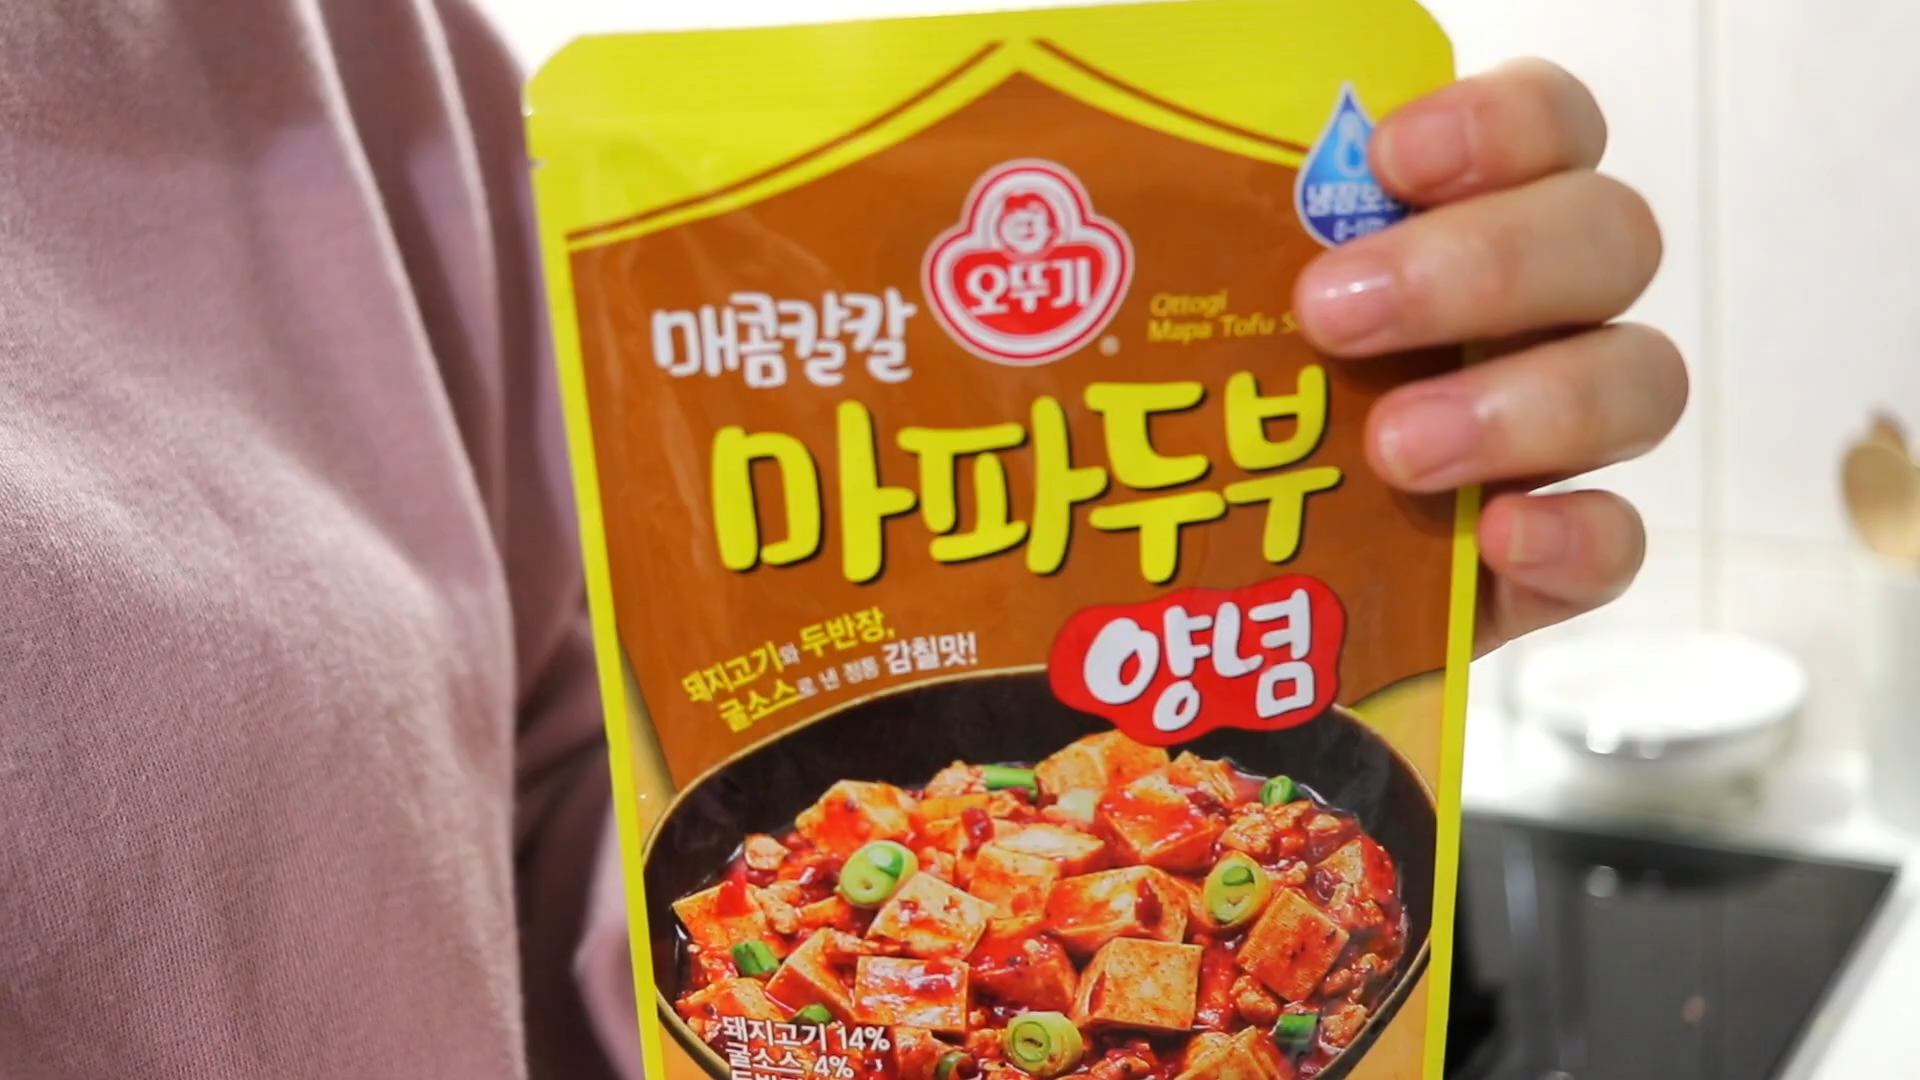 오뚜기
Ottogi
Mapa Tofu
매콤칼칼
마파두부
양념
돼지고기와 두반장,
굴소스로 낸 정통 감칠맛!
돼지고기 14%
굴소스 4%